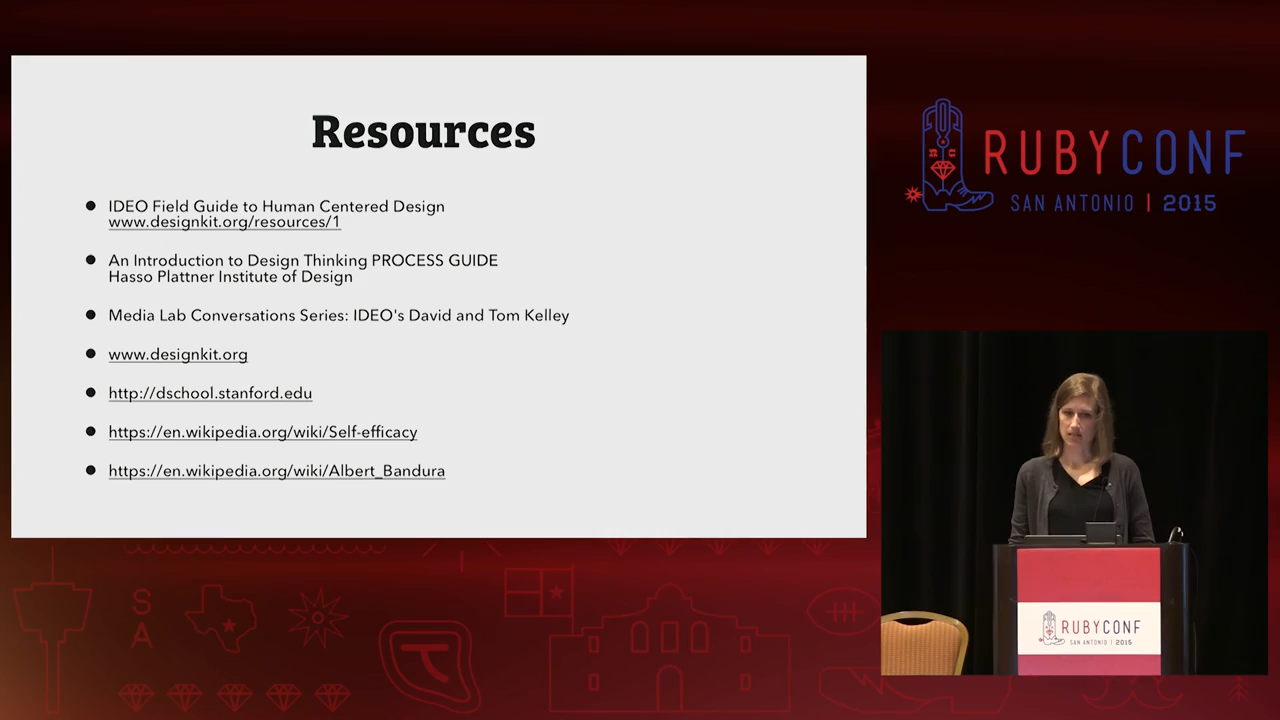 Resources
IDEO Field Guide to Human Centered Design
www.designkit.org/resources/1
An Introduction to Design Thinking PROCESS GUIDE
Hasso Plattner Institute of Design
Media Lab Conversations Series: IDEO's David and Tom Kelley
www.designkit.org
http://dschool.stanford.edu
https://en.wikipedia.org/wiki/Self-efficacy
https://en.wikipedia.org/wiki/Albert_Bandura
RUBYCONF
SAN ANTONIO | 2015
RUBYCONF
SAN ANTONIO | 2015
S
A